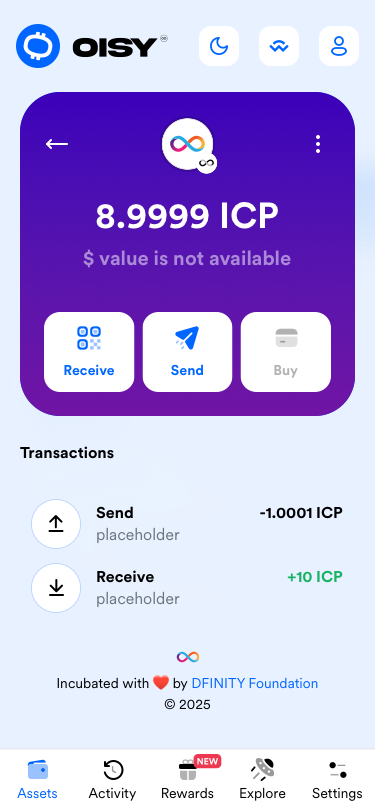 OISY
8.9999 ICP
$ value is not available
Receive
Send
Buy
Transactions
Send
-1.0001 ICP
placeholder
Receive
+10 ICP
placeholder
Incubated with ❤️ by DFINITY Foundation
© 2025
NEW
Assets
Activity
Rewards
Explore
Settings